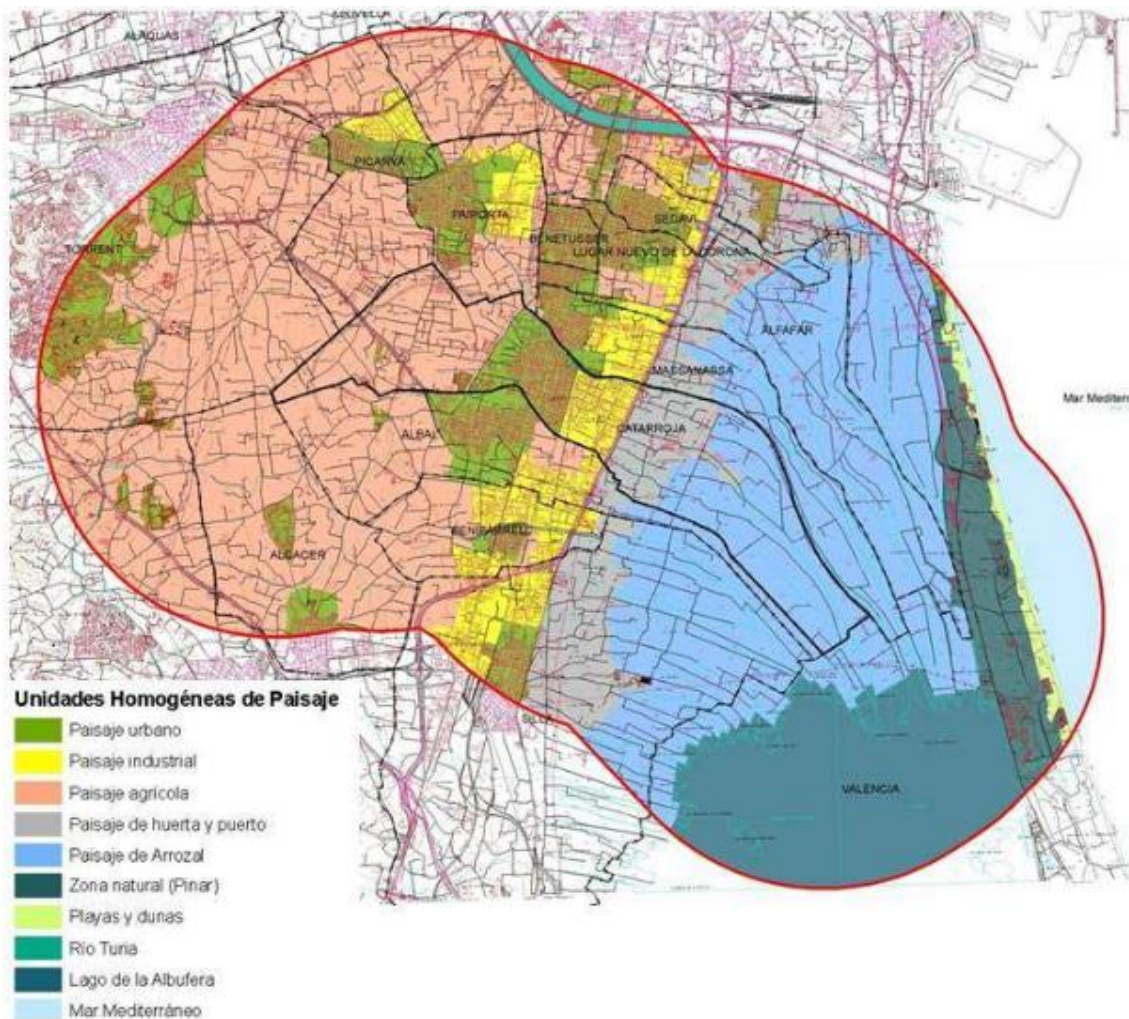 ALAQUAS
PICANYA
PAIPORTA
SEDAVI
BENETUSSER
LUGAR NUEVO DE LA CORONA
TORRENT
ALFAFAR
MASSANASSA
Mar Mediterr
CATARROJA
ALBAL
BENIPARRELL
ALCACER
SILLA
VALENCIA
Unidades Homogéneas de Paisaje
Paisaje urbano
Paisaje industrial
Paisaje agrícola
Paisaje de huerta y puerto
Paisaje de Arrozal
Zona natural (Pinar)
Playas y dunas
Río Turia
Lago de la Albufera
Mar Mediterráneo